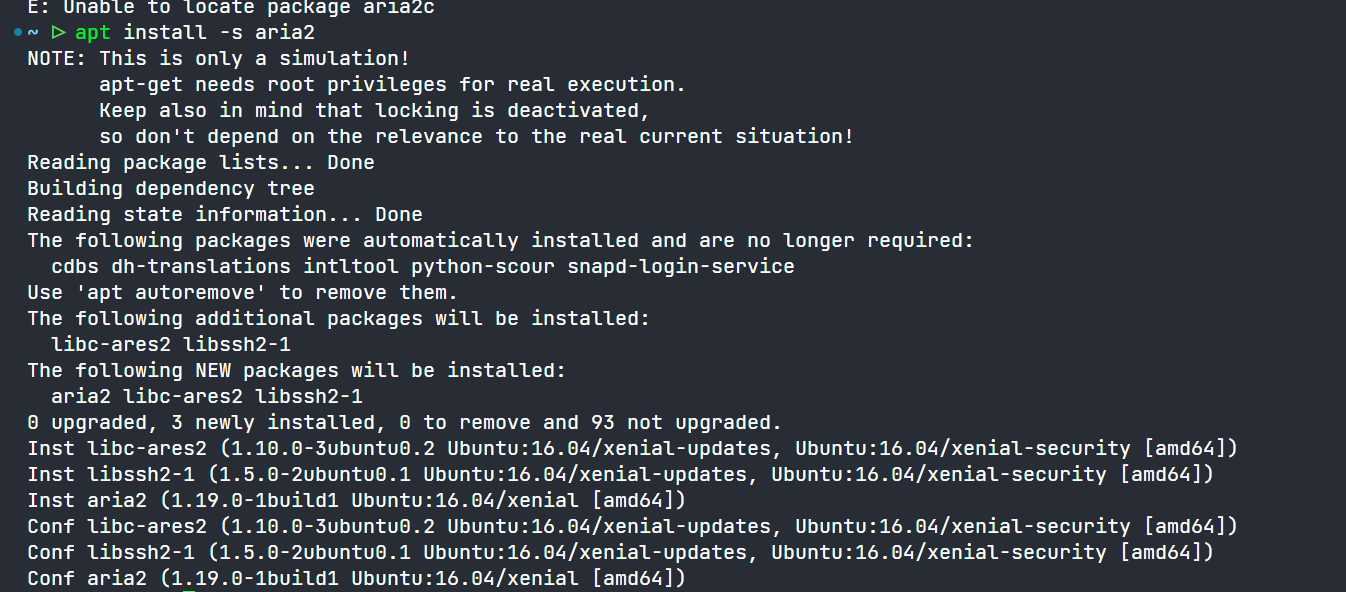 E: Unable to locate package aria2c
~ ▷ apt install -s aria2
NOTE: This is only a simulation!
      apt-get needs root privileges for real execution.
      Keep also in mind that locking is deactivated,
      so don't depend on the relevance to the real current situation!
Reading package lists... Done
Building dependency tree
Reading state information... Done
The following packages were automatically installed and are no longer required:
  cdbs dh-translations intltool python-scour snapd-login-service
Use 'apt autoremove' to remove them.
The following additional packages will be installed:
  libc-ares2 libssh2-1
The following NEW packages will be installed:
  aria2 libc-ares2 libssh2-1
0 upgraded, 3 newly installed, 0 to remove and 93 not upgraded.
Inst libc-ares2 (1.10.0-3ubuntu0.2 Ubuntu:16.04/xenial-updates, Ubuntu:16.04/xenial-security [amd64])
Inst libssh2-1 (1.5.0-2ubuntu0.1 Ubuntu:16.04/xenial-updates, Ubuntu:16.04/xenial-security [amd64])
Inst aria2 (1.19.0-1build1 Ubuntu:16.04/xenial [amd64])
Conf libc-ares2 (1.10.0-3ubuntu0.2 Ubuntu:16.04/xenial-updates, Ubuntu:16.04/xenial-security [amd64])
Conf libssh2-1 (1.5.0-2ubuntu0.1 Ubuntu:16.04/xenial-updates, Ubuntu:16.04/xenial-security [amd64])
Conf aria2 (1.19.0-1build1 Ubuntu:16.04/xenial [amd64])